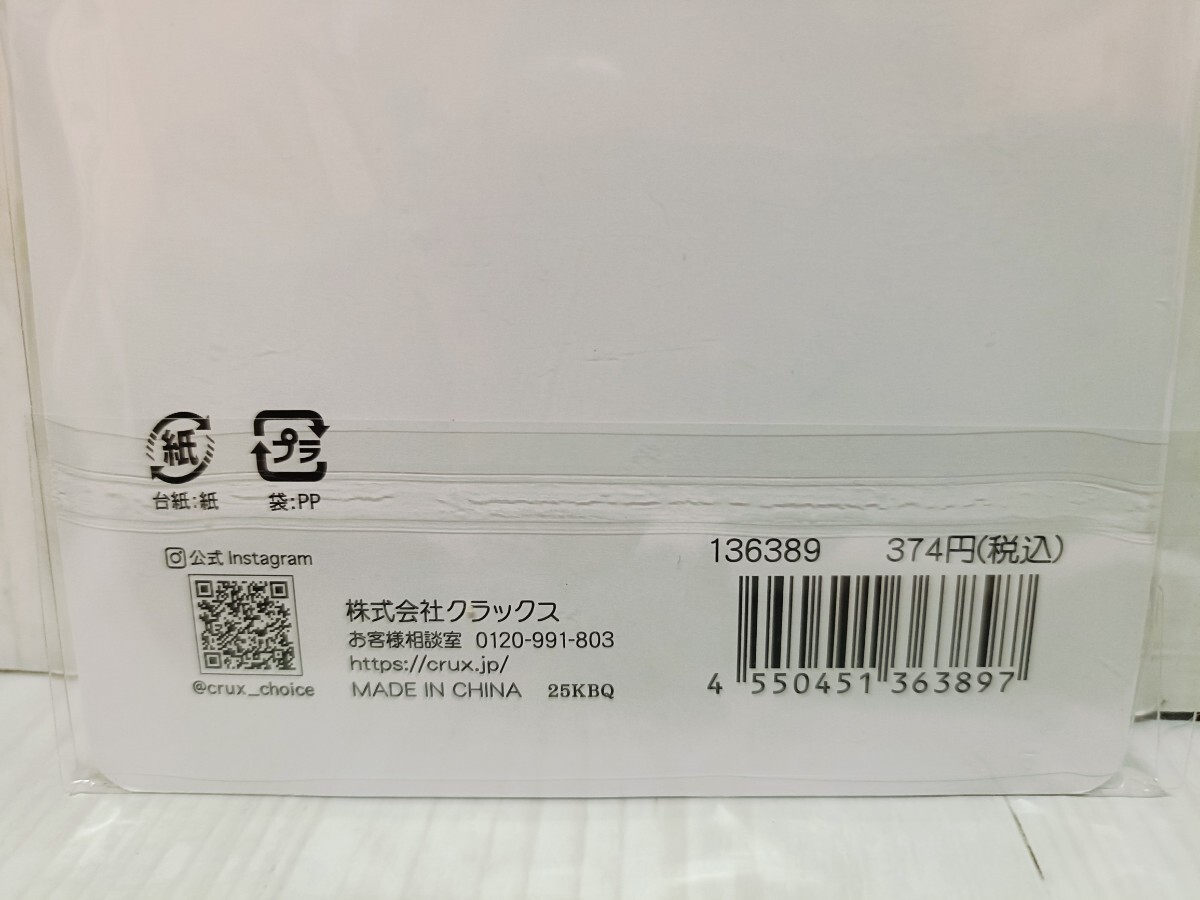 紙 プラ
台紙:紙 袋:PP
公式 Instagram
@crux_choice
株式会社クラックス
お客様相談室 0120-991-803
https://crux.jp/
MADE IN CHINA 25KBQ
136389 374円(税込)
4 550451 363897